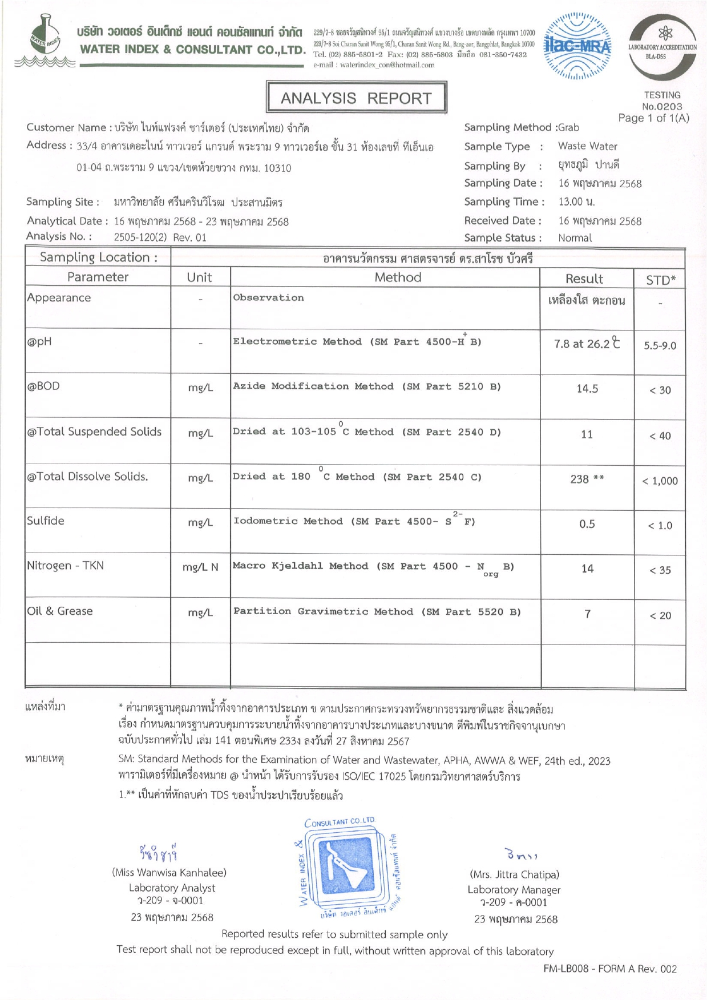 WATER INDEX
บริษัท วอเตอร์ อินเด็กซ์ แอนด์ คอนซัลแทนท์ จำกัด
WATER INDEX & CONSULTANT CO.,LTD.
229/7-8 ซอยจรัญสนิทวงศ์ 95/1 ถนนจรัญสนิทวงศ์ แขวงบางอ้อ เขตบางพลัด กรุงเทพฯ 10700
229/7-8 Soi Charan Sanit Wong 95/1, Charan Sanit Wong Rd., Bang-aor, Bangphlat, Bangkok 10700
Tel. (02) 885-5801-2 Fax: (02) 885-5803 มือถือ 081-350-7432
e-mail : waterindex_con@hotmail.com
ilac-MRA
LABORATORY ACCREDITATION
BLA-DSS
TESTING
No.0203
Page 1 of 1(A)
ANALYSIS REPORT
Customer Name : บริษัท ไนท์แฟรงค์ ชาร์เตอร์ (ประเทศไทย) จำกัด
Sampling Method :Grab
Address : 33/4 อาคารเดอะไนน์ ทาวเวอร์ แกรนด์ พระราม 9 ทาวเวอร์เอ ชั้น 31 ห้องเลขที่ ทีเอ็นเอ
Sample Type : Waste Water
01-04 ถ.พระราม 9 แขวง/เขตห้วยขวาง กทม. 10310
Sampling By : ยุทธภูมิ ปานดี
Sampling Date : 16 พฤษภาคม 2568
Sampling Site : มหาวิทยาลัย ศรีนครินวิโรฒ ประสานมิตร
Sampling Time : 13.00 น.
Analytical Date : 16 พฤษภาคม 2568 - 23 พฤษภาคม 2568
Received Date : 16 พฤษภาคม 2568
Analysis No. : 2505-120(2) Rev. 01
Sample Status : Normal
Sampling Location : อาคารนวัตกรรม ศาสตรจารย์ ดร.สาโรช บัวศรี
Parameter Unit Method Result STD*
Appearance - Observation เหลืองใส ตะกอน -
@pH - Electrometric Method (SM Part 4500-H⁺ B) 7.8 at 26.2 ⁰C 5.5-9.0
@BOD mg/L Azide Modification Method (SM Part 5210 B) 14.5 < 30
@Total Suspended Solids mg/L Dried at 103-105 ⁰C Method (SM Part 2540 D) 11 < 40
@Total Dissolve Solids. mg/L Dried at 180 ⁰C Method (SM Part 2540 C) 238 ** < 1,000
Sulfide mg/L Iodometric Method (SM Part 4500- S²⁻ F) 0.5 < 1.0
Nitrogen - TKN mg/L N Macro Kjeldahl Method (SM Part 4500 - N org B) 14 < 35
Oil & Grease mg/L Partition Gravimetric Method (SM Part 5520 B) 7 < 20
แหล่งที่มา * ค่ามาตรฐานคุณภาพน้ำทิ้งจากอาคารประเภท ข ตามประกาศกระทรวงทรัพยากรธรรมชาติและ สิ่งแวดล้อม
เรื่อง กำหนดมาตรฐานควบคุมการระบายน้ำทิ้งจากอาคารบางประเภทและบางขนาด ตีพิมพ์ในราชกิจจานุเบกษา
ฉบับประกาศทั่วไป เล่ม 141 ตอนพิเศษ 233ง ลงวันที่ 27 สิงหาคม 2567
หมายเหตุ SM: Standard Methods for the Examination of Water and Wastewater, APHA, AWWA & WEF, 24th ed., 2023
พารามิเตอร์ที่มีเครื่องหมาย @ นำหน้า ได้รับการรับรอง ISO/IEC 17025 โดยกรมวิทยาศาสตร์บริการ
1.** เป็นค่าที่หักลบค่า TDS ของน้ำประปาเรียบร้อยแล้ว
WATER INDEX & CONSULTANT CO.,LTD.
บริษัท วอเตอร์ อินเด็กซ์ แอนด์ คอนซัลแทนท์ จำกัด
(Miss Wanwisa Kanhalee)
Laboratory Analyst
ว-209 - จ-0001
23 พฤษภาคม 2568
(Mrs. Jittra Chatipa)
Laboratory Manager
ว-209 - ค-0001
23 พฤษภาคม 2568
Reported results refer to submitted sample only
Test report shall not be reproduced except in full, without written approval of this laboratory
FM-LB008 - FORM A Rev. 002